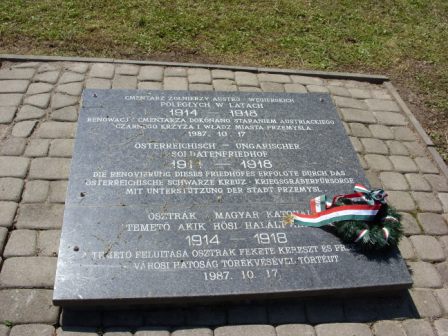 CMENTARZ ŻOŁNIERZY AUSTRO - WĘGIERSKICH
POLEGŁYCH W LATACH
1914 - 1918
RENOWACJI CMENTARZA DOKONANO STARANIEM AUSTRIACKIEGO
CZARNEGO KRZYŻA I WŁADZ MIASTA PRZEMYŚLA
1987. 10. 17
ÖSTERREICHISCH - UNGARISCHER
SOLDATENFRIEDHOF
1914 - 1918
DIE RENOVIERUNG DIESES FRIEDHOFES ERFOLGTE DURCH DAS
ÖSTERREICHISCHE SCHWARZE KREUZ - KRIEGSGRÄBERFÜRSORGE
MIT UNTERSTÜTZUNG DER STADT PRZEMYŚL
OSZTRÁK MAGYAR
TEMETŐ AKIK HŐSI
1914 - 1918
A TEMETŐ FELUJTÁSA OSZTRÁK FEKETE KERESZT ÉS
VÁROSI HATÓSÁG TÖREKVÉSÉVEL TÖRTÉNT
1987. 10. 17